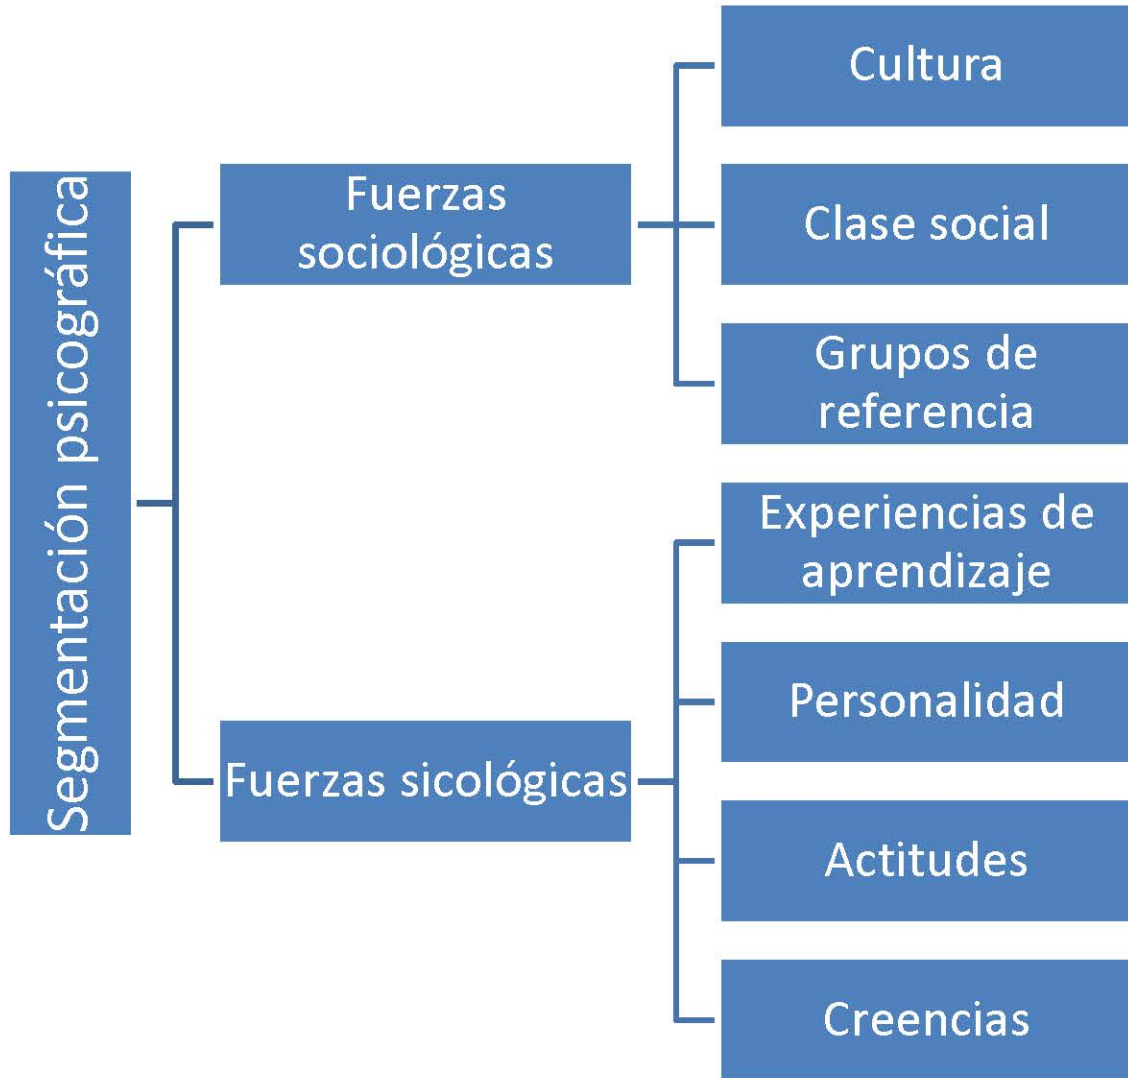 Segmentación psicográfica
Fuerzas
sociológicas
Cultura
Clase social
Grupos de
referencia
Fuerzas sicológicas
Experiencias de
aprendizaje
Personalidad
Actitudes
Creencias